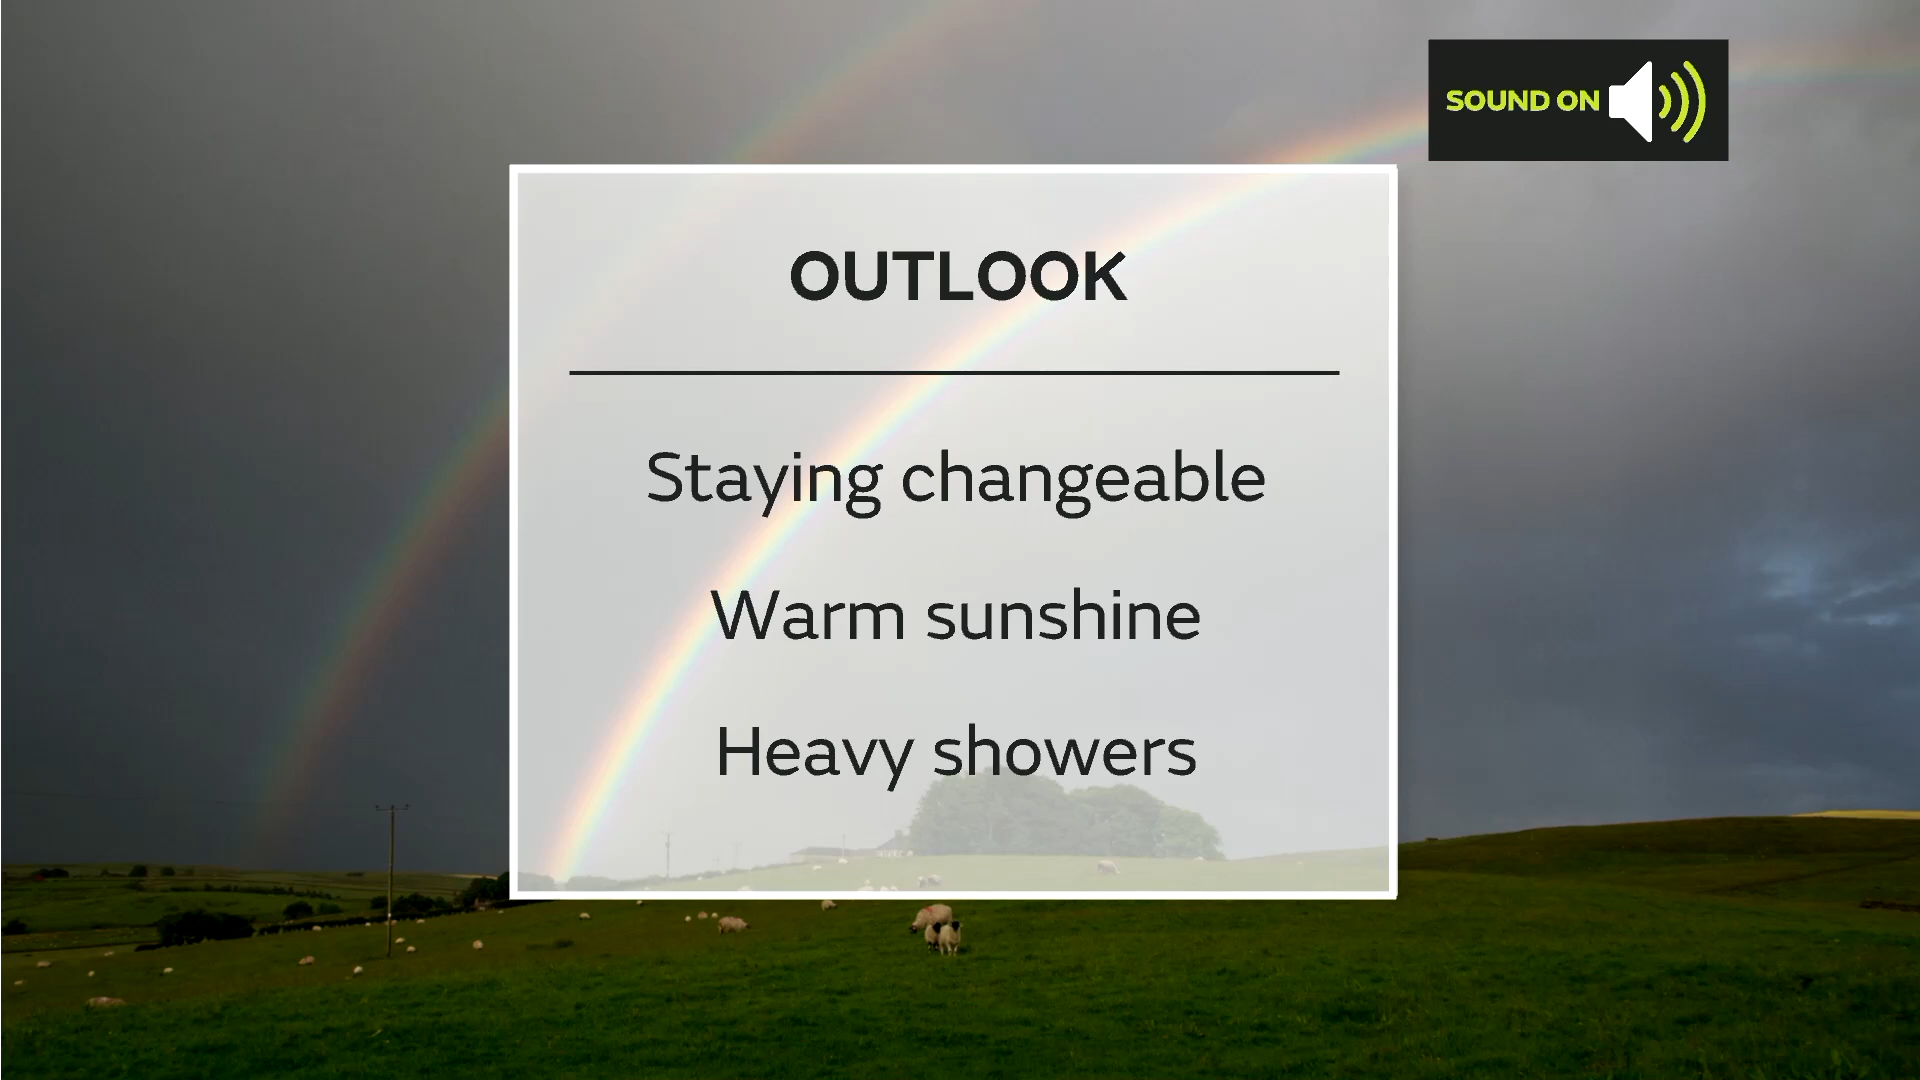 SOUND ON
OUTLOOK
Staying changeable
Warm sunshine
Heavy showers